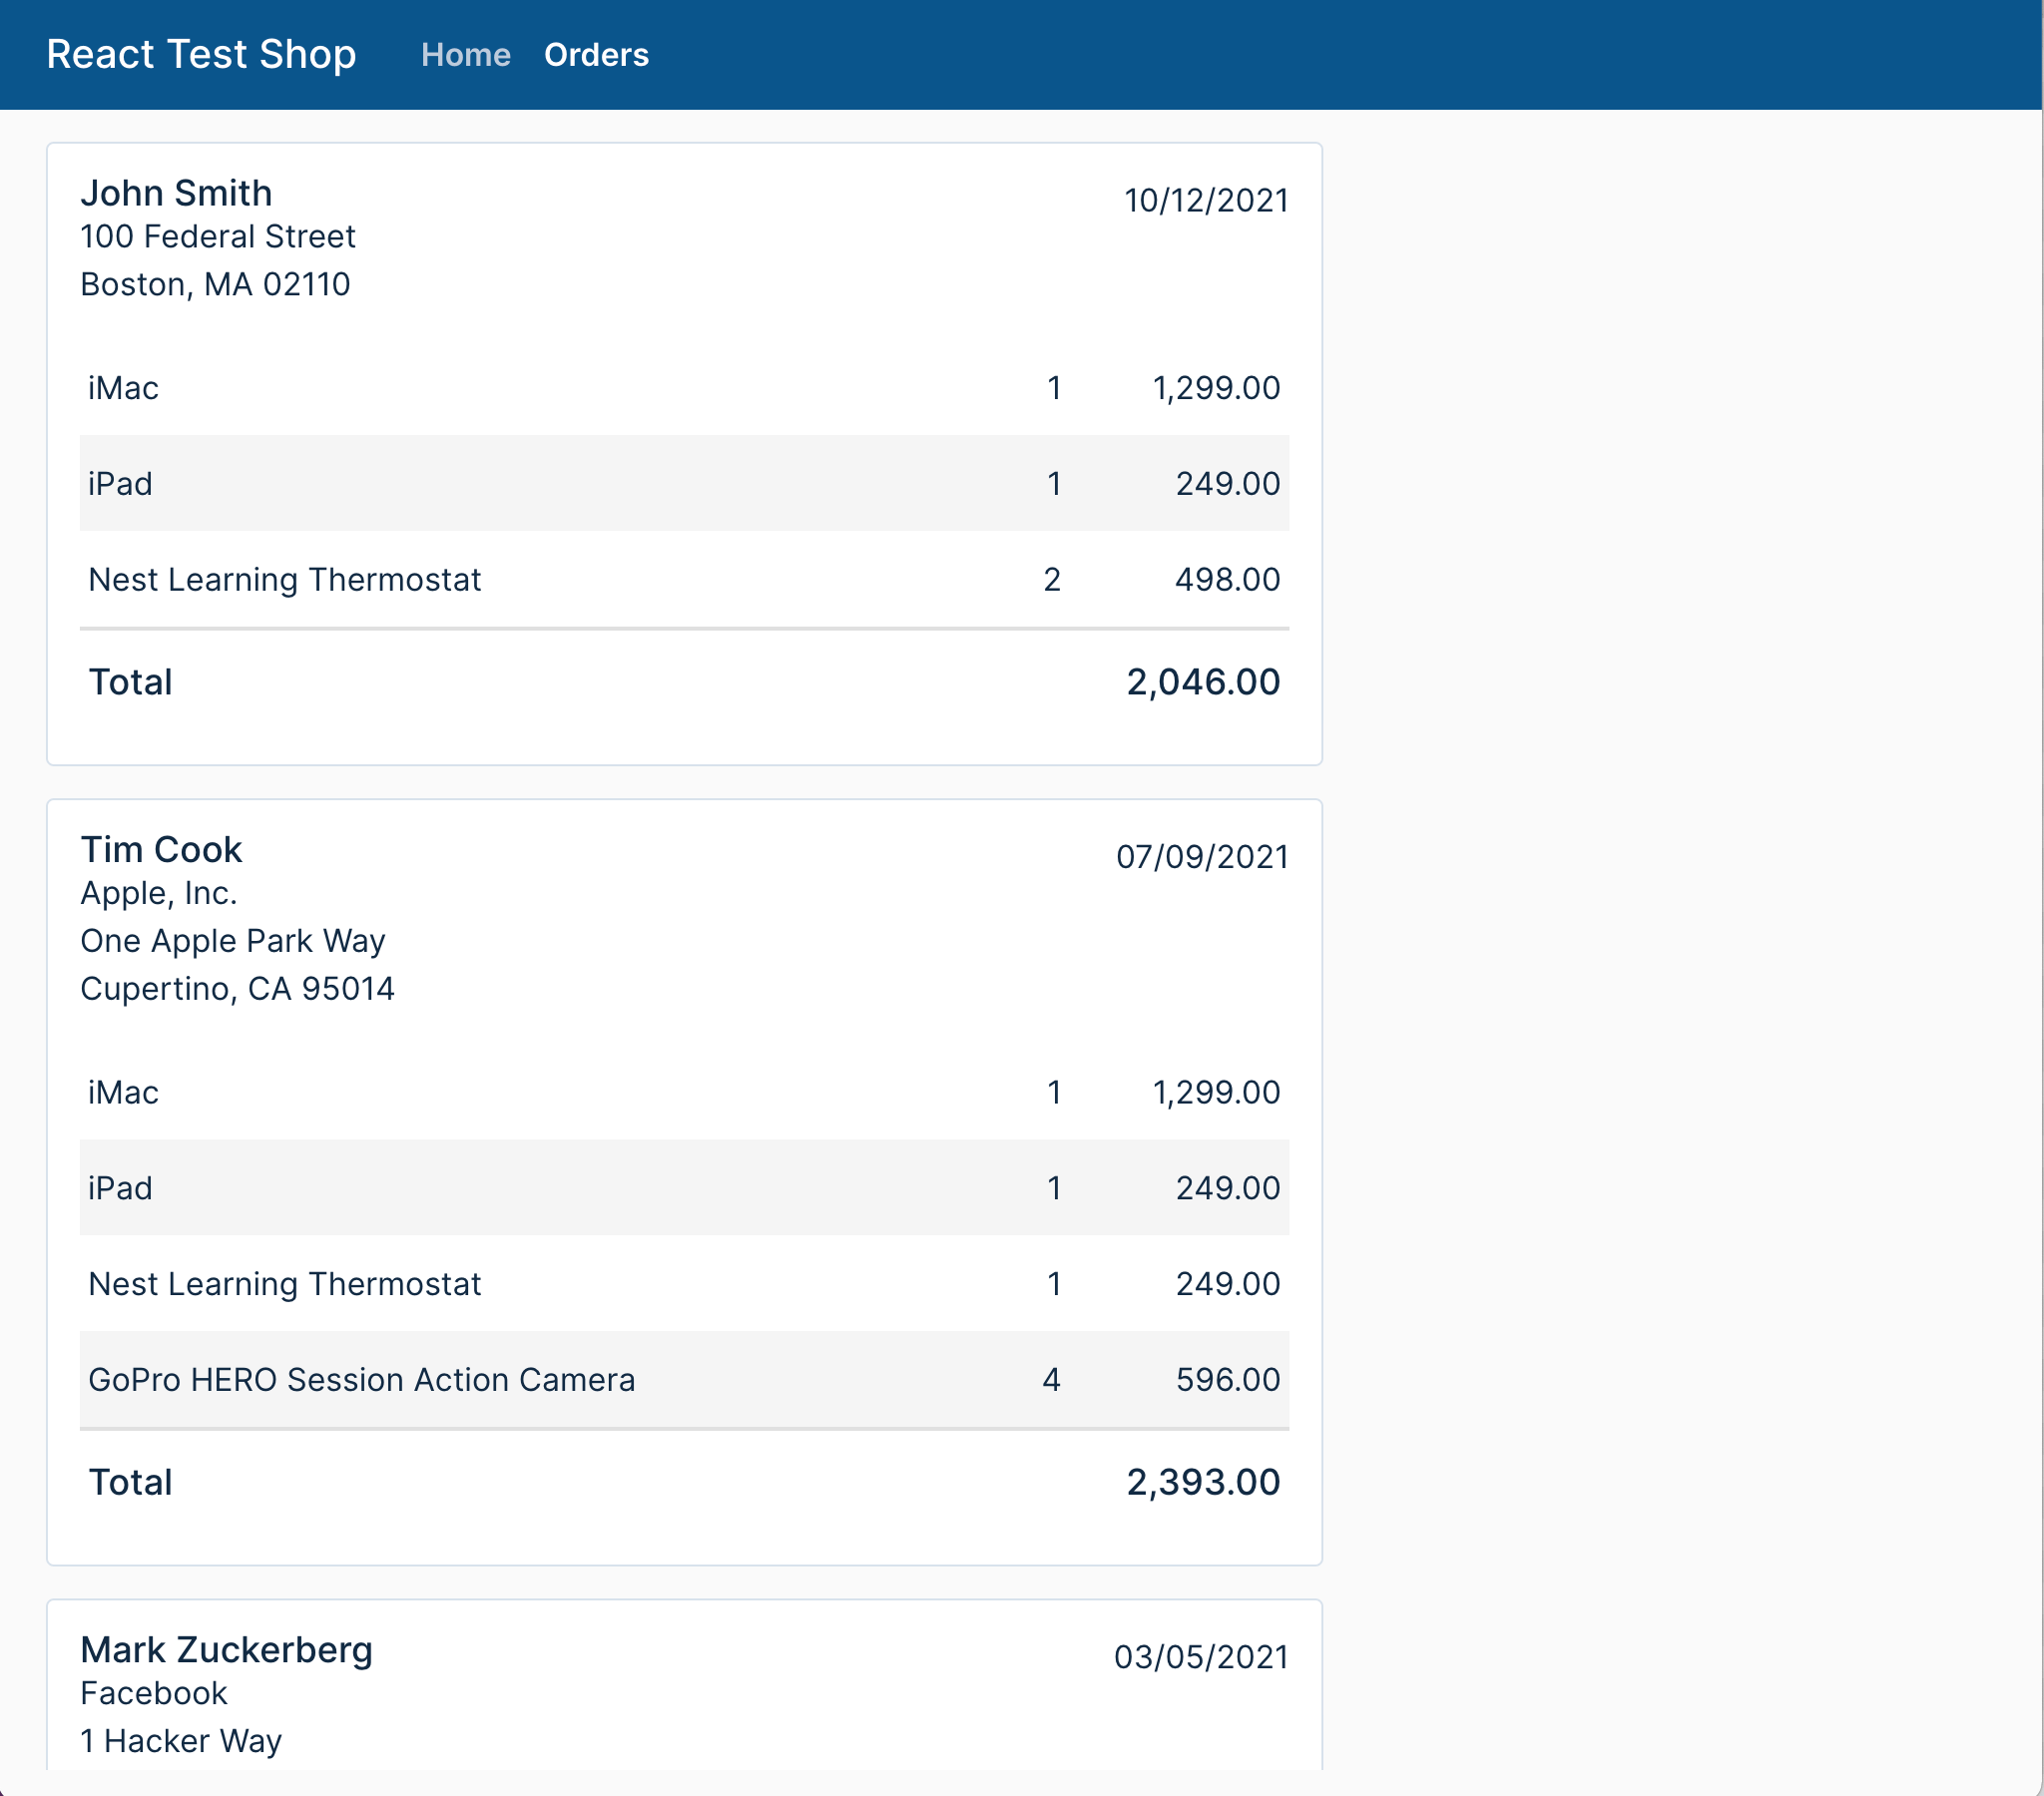 React Test Shop Home Orders
John Smith 10/12/2021
100 Federal Street
Boston, MA 02110
iMac 1 1,299.00
iPad 1 249.00
Nest Learning Thermostat 2 498.00
Total 2,046.00
Tim Cook 07/09/2021
Apple, Inc.
One Apple Park Way
Cupertino, CA 95014
iMac 1 1,299.00
iPad 1 249.00
Nest Learning Thermostat 1 249.00
GoPro HERO Session Action Camera 4 596.00
Total 2,393.00
Mark Zuckerberg 03/05/2021
Facebook
1 Hacker Way